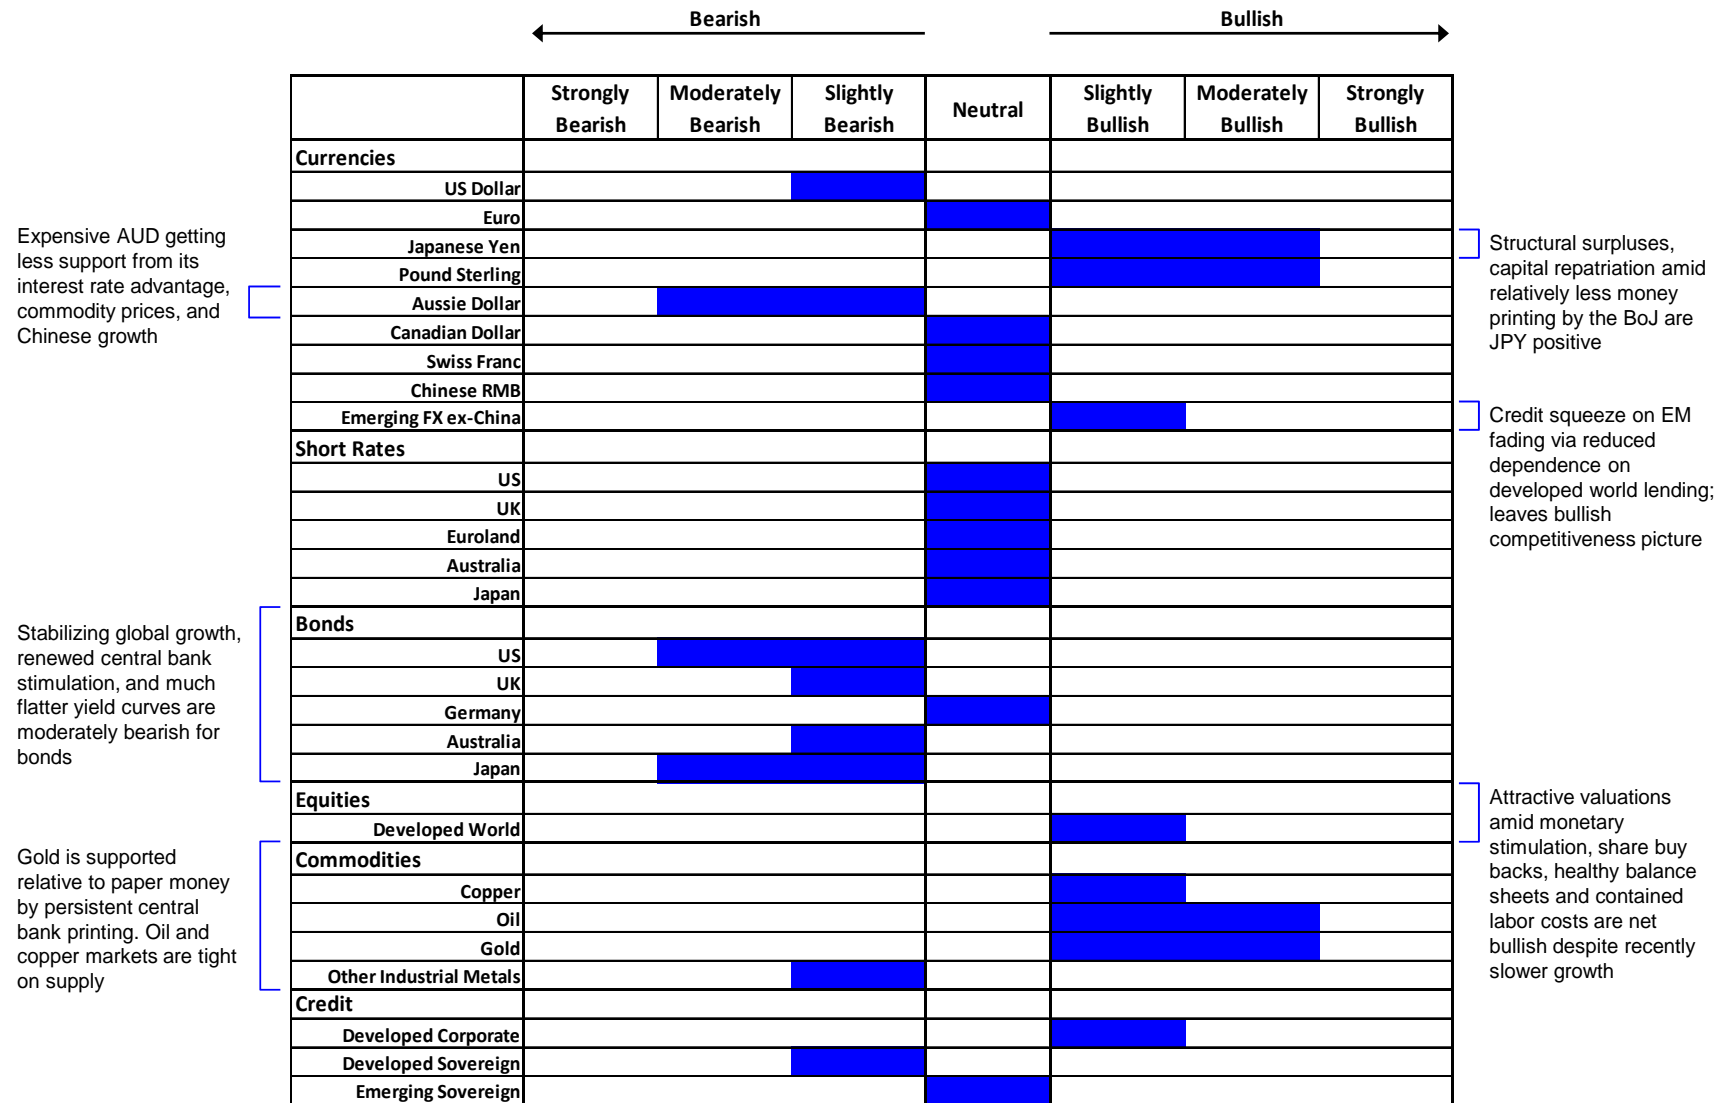 Bearish
Bullish
Strongly Bearish
Moderately Bearish
Slightly Bearish
Neutral
Slightly Bullish
Moderately Bullish
Strongly Bullish
Currencies
US Dollar
Euro
Japanese Yen
Pound Sterling
Aussie Dollar
Canadian Dollar
Swiss Franc
Chinese RMB
Emerging FX ex-China
Short Rates
US
UK
Euroland
Australia
Japan
Bonds
US
UK
Germany
Australia
Japan
Equities
Developed World
Commodities
Copper
Oil
Gold
Other Industrial Metals
Credit
Developed Corporate
Developed Sovereign
Emerging Sovereign
Expensive AUD getting
less support from its
interest rate advantage,
commodity prices, and
Chinese growth
Stabilizing global growth,
renewed central bank
stimulation, and much
flatter yield curves are
moderately bearish for
bonds
Gold is supported
relative to paper money
by persistent central
bank printing. Oil and
copper markets are tight
on supply
Structural surpluses,
capital repatriation amid
relatively less money
printing by the BoJ are
JPY positive
Credit squeeze on EM
fading via reduced
dependence on
developed world lending;
leaves bullish
competitiveness picture
Attractive valuations
amid monetary
stimulation, share buy
backs, healthy balance
sheets and contained
labor costs are net
bullish despite recently
slower growth